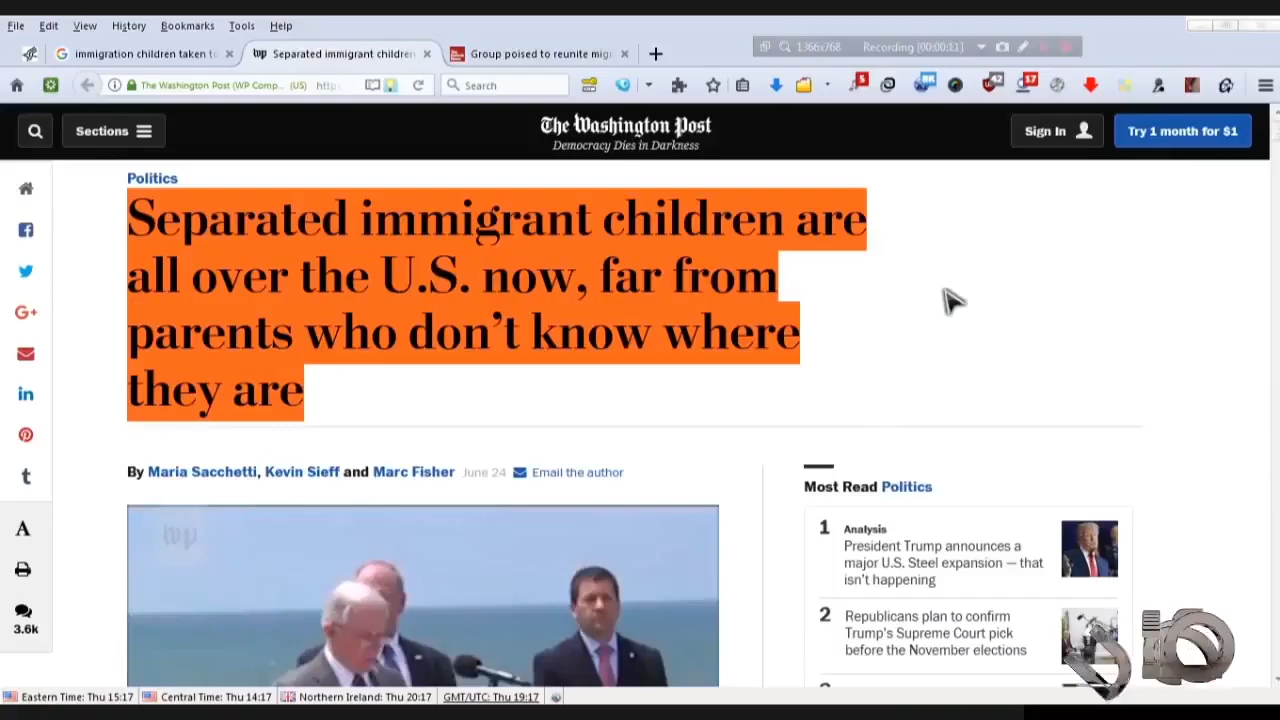 File Edit View History Bookmarks Tools Help
immigration children taken to
Separated immigrant children
Group poised to reunite migr
1366x768 Recording [00:00:11]
The Washington Post (WP Comp... (US) https
Search
5
42
17
Sections
The Washington Post
Democracy Dies in Darkness
Sign In
Try 1 month for $1
Politics
Separated immigrant children are
all over the U.S. now, far from
parents who don’t know where
they are
By Maria Sacchetti, Kevin Sieff and Marc Fisher June 24 Email the author
3.6k
wp
Most Read Politics
1 Analysis
President Trump announces a
major U.S. Steel expansion — that
isn't happening
2 Republicans plan to confirm
Trump's Supreme Court pick
before the November elections
Eastern Time: Thu 15:17 Central Time: Thu 14:17 Northern Ireland: Thu 20:17 GMT/UTC: Thu 19:17